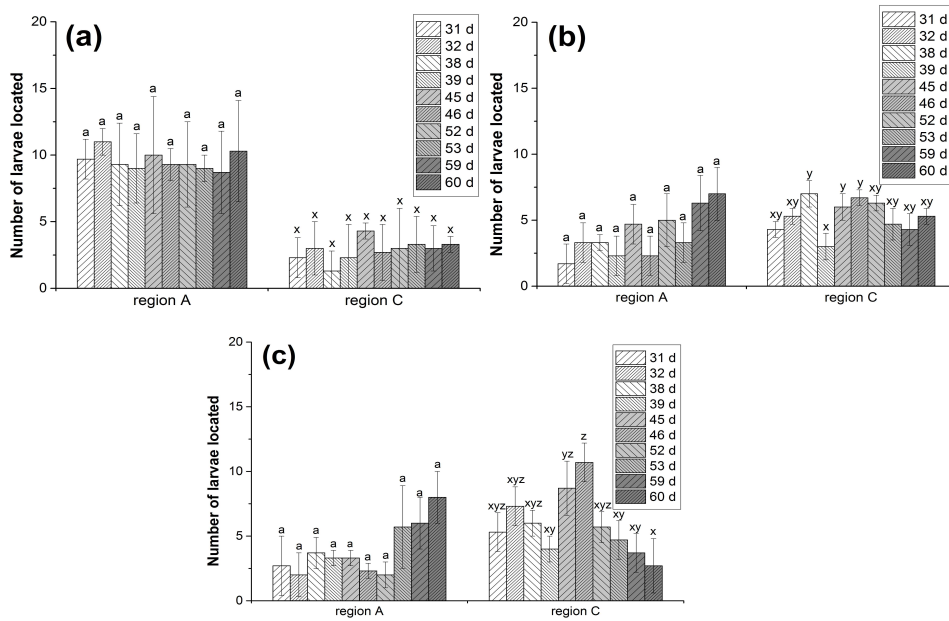 (a)
Number of larvae located
20
15
10
5
0
a a a a a a a a a a
x x x x x x x x x x
region A region C
31 d
32 d
38 d
39 d
45 d
46 d
52 d
53 d
59 d
60 d
(b)
Number of larvae located
20
15
10
5
0
a a a a a a a a a a
xy xy y x y y xy xy xy xy
region A region C
31 d
32 d
38 d
39 d
45 d
46 d
52 d
53 d
59 d
60 d
(c)
Number of larvae located
20
15
10
5
0
a a a a a a a a a a
xyz xyz xyz xy yz z xyz xy xy x
region A region C
31 d
32 d
38 d
39 d
45 d
46 d
52 d
53 d
59 d
60 d